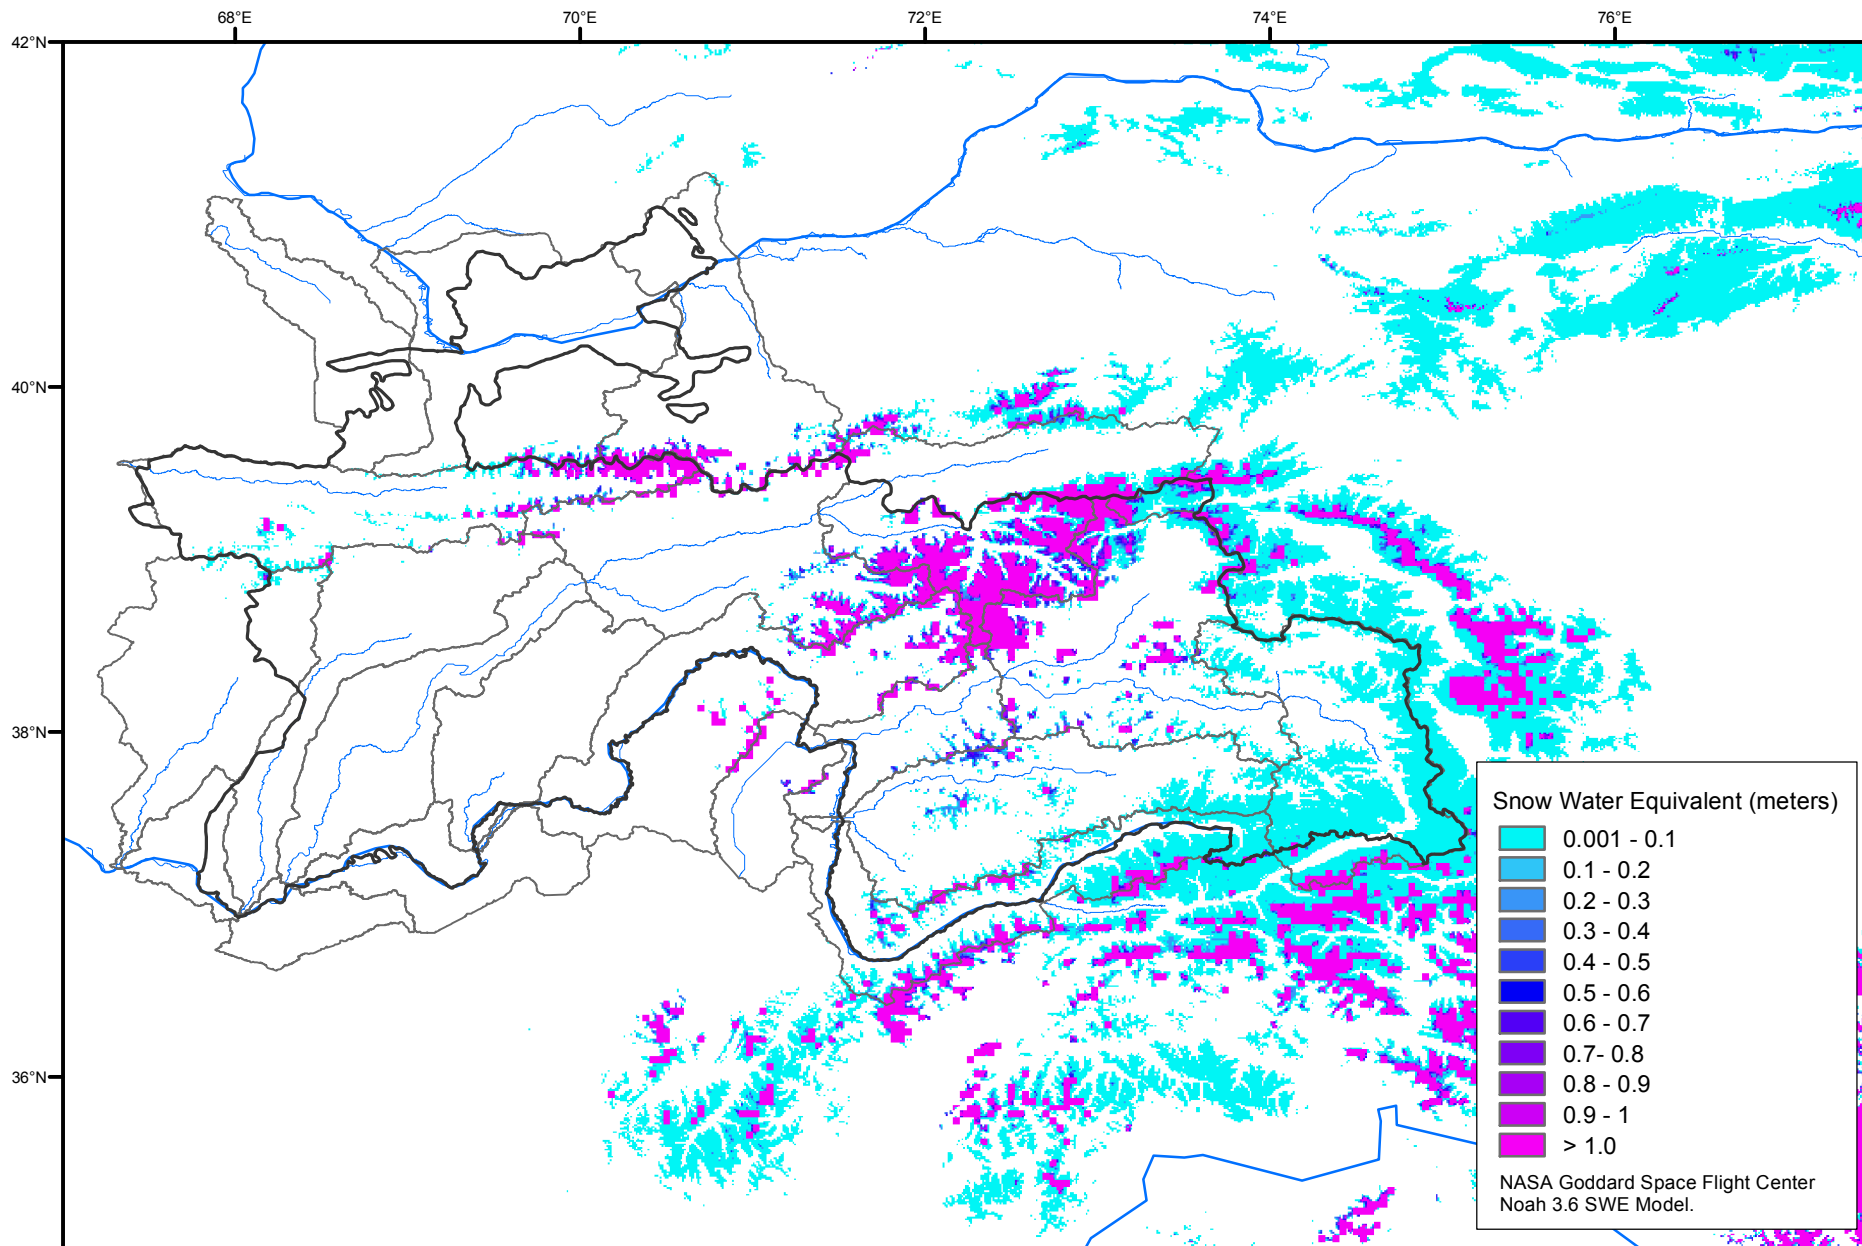 68°E 70°E 72°E 74°E 76°E
42°N
40°N
38°N
36°N
Snow Water Equivalent (meters)
0.001 - 0.1
0.1 - 0.2
0.2 - 0.3
0.3 - 0.4
0.4 - 0.5
0.5 - 0.6
0.6 - 0.7
0.7- 0.8
0.8 - 0.9
0.9 - 1
> 1.0
NASA Goddard Space Flight Center
Noah 3.6 SWE Model.